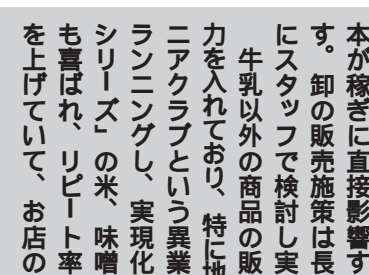 本が稼ぎに直接影響す
す。卸の販売施策は長
にスタッフで検討し実
牛乳以外の商品の販
力を入れており、特に地
ニアクラブという異業
ランニングし、実現化
シリーズ」の米、味噌
も喜ばれ、リピート率
を上げていて、お店の